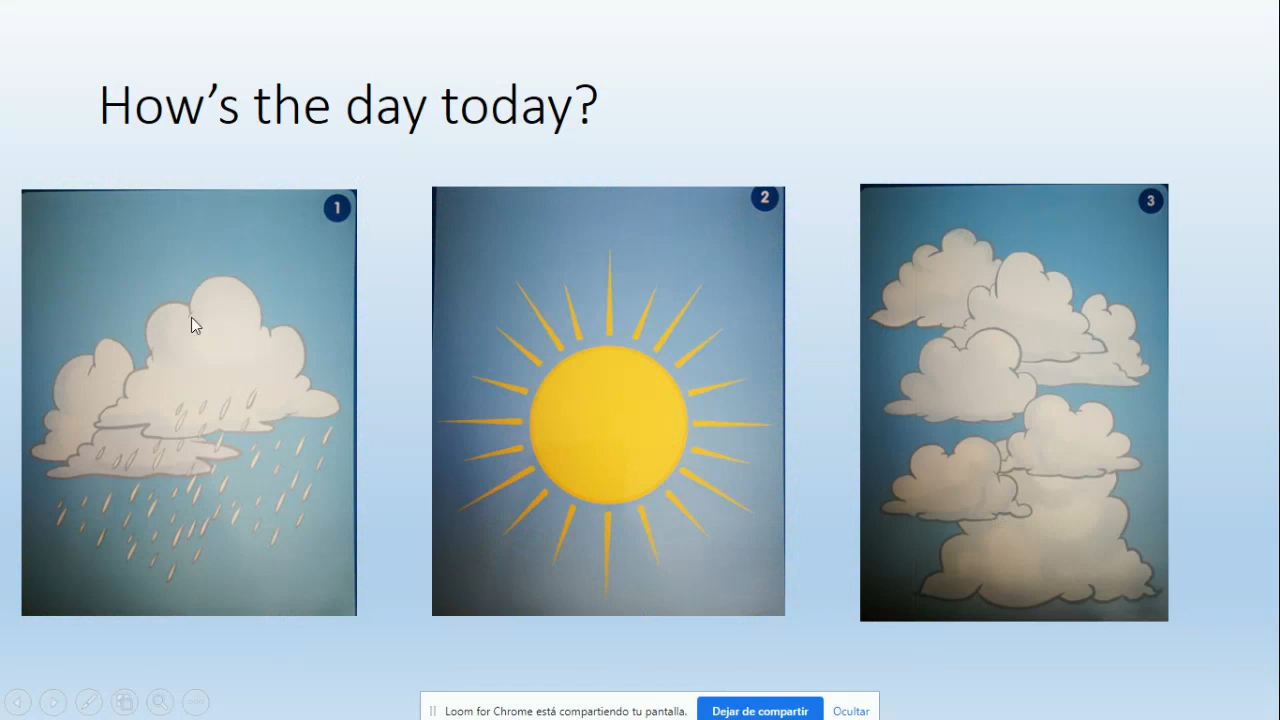 How’s the day today?
1
2
3
Loom for Chrome está compartiendo tu pantalla. Dejar de compartir Ocultar